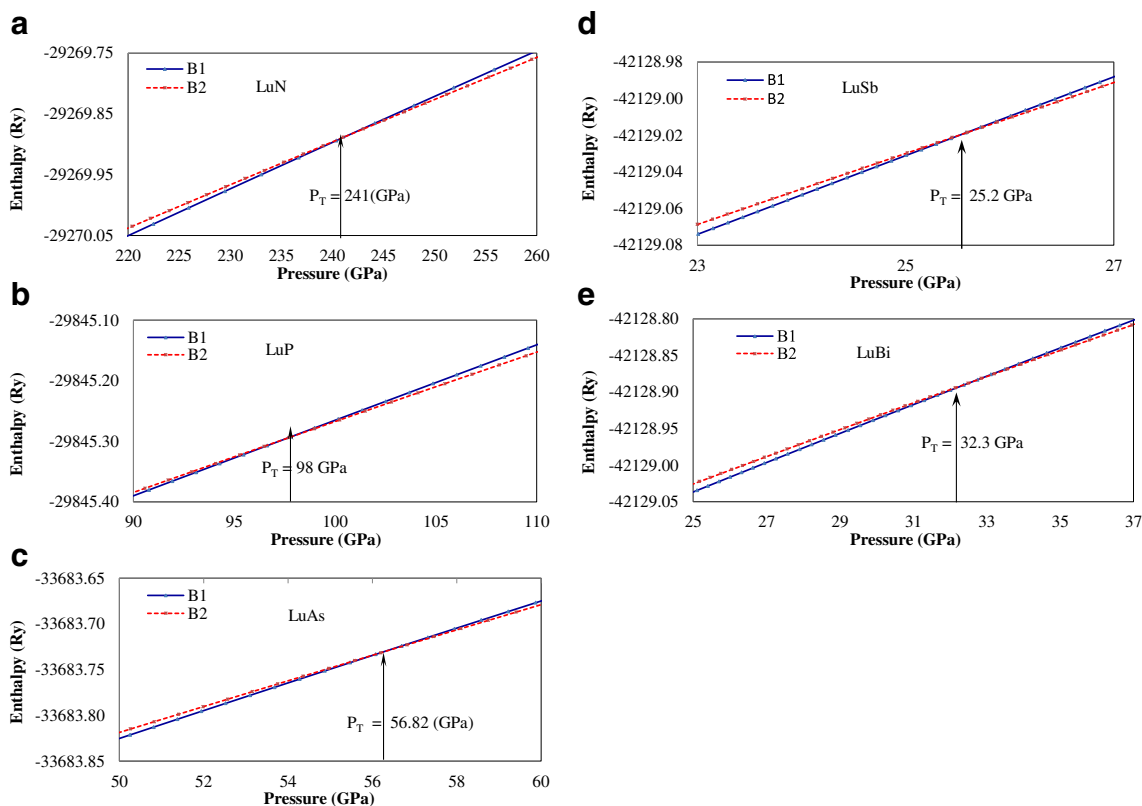 a
-29269.75
-29269.85
-29269.95
-29270.05
Enthalpy (Ry)
B1
B2
LuN
P_T = 241(GPa)
220 225 230 235 240 245 250 255 260
Pressure (GPa)
b
-29845.10
-29845.20
-29845.30
-29845.40
Enthalpy (Ry)
B1
B2
LuP
P_T = 98 GPa
90 95 100 105 110
Pressure (GPa)
c
-33683.65
-33683.70
-33683.75
-33683.80
-33683.85
Enthalpy (Ry)
B1
B2
LuAs
P_T = 56.82 (GPa)
50 52 54 56 58 60
Pressure (GPa)
d
-42128.98
-42129.00
-42129.02
-42129.04
-42129.06
-42129.08
Enthalpy (Ry)
B1
B2
LuSb
P_T = 25.2 GPa
23 25 27
Pressure (GPa)
e
-42128.80
-42128.85
-42128.90
-42128.95
-42129.00
-42129.05
Enthalpy (Ry)
B1
B2
LuBi
P_T = 32.3 GPa
25 27 29 31 33 35 37
Pressure (GPa)